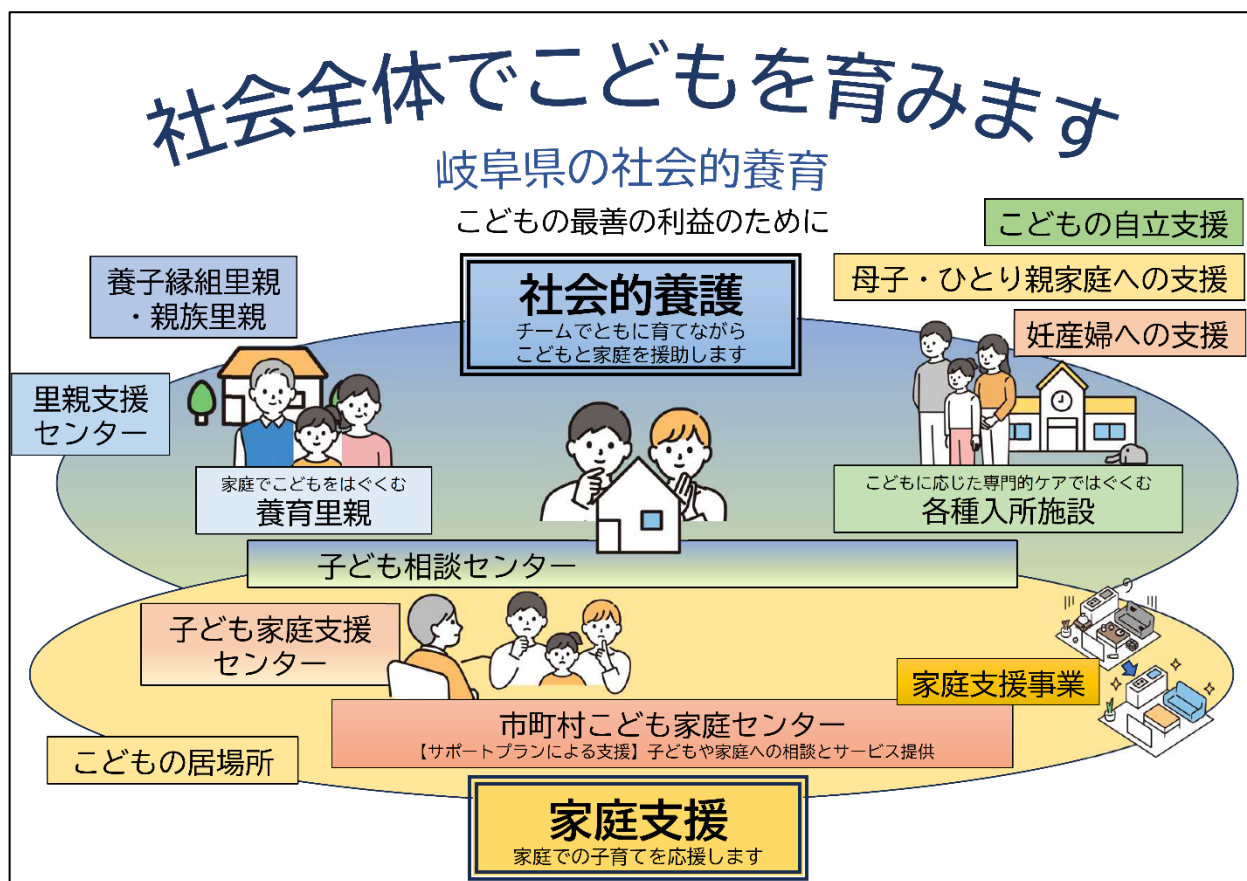 社会全体でこどもを育みます
岐阜県の社会的養育
こどもの最善の利益のために
こどもの自立支援
母子・ひとり親家庭への支援
妊産婦への支援
養子縁組里親
・親族里親
社会的養護
チームでともに育てながら
こどもと家庭を援助します
里親支援
センター
家庭でこどもをはぐくむ
養育里親
こどもに応じた専門的ケアではぐくむ
各種入所施設
子ども相談センター
子ども家庭支援
センター
家庭支援事業
市町村こども家庭センター
【サポートプランによる支援】子どもや家庭への相談とサービス提供
こどもの居場所
家庭支援
家庭での子育てを応援します